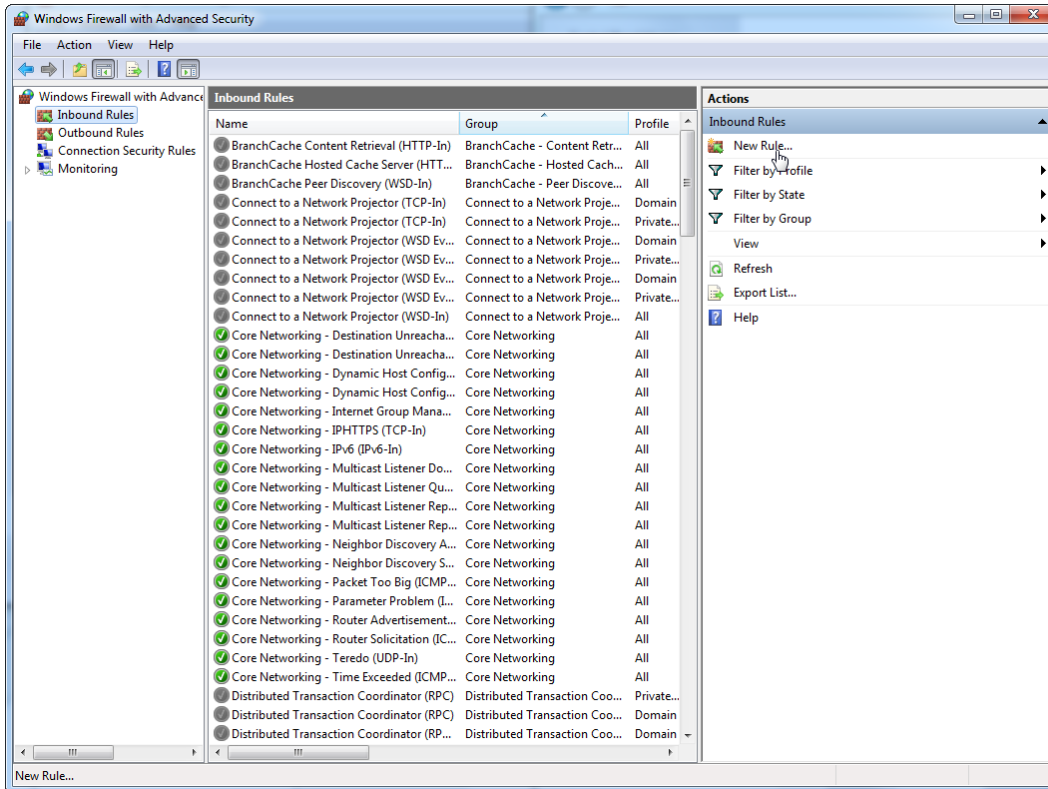 Windows Firewall with Advanced Security
File Action View Help
Windows Firewall with Advance
Inbound Rules
Outbound Rules
Connection Security Rules
Monitoring
Inbound Rules
Name Group Profile
BranchCache Content Retrieval (HTTP-In) BranchCache - Content Retr... All
BranchCache Hosted Cache Server (HTT... BranchCache - Hosted Cach... All
BranchCache Peer Discovery (WSD-In) BranchCache - Peer Discove... All
Connect to a Network Projector (TCP-In) Connect to a Network Proje... Domain
Connect to a Network Projector (TCP-In) Connect to a Network Proje... Private...
Connect to a Network Projector (WSD Ev... Connect to a Network Proje... Domain
Connect to a Network Projector (WSD Ev... Connect to a Network Proje... Private...
Connect to a Network Projector (WSD Ev... Connect to a Network Proje... Domain
Connect to a Network Projector (WSD Ev... Connect to a Network Proje... Private...
Connect to a Network Projector (WSD-In) Connect to a Network Proje... All
Core Networking - Destination Unreacha... Core Networking All
Core Networking - Destination Unreacha... Core Networking All
Core Networking - Dynamic Host Config... Core Networking All
Core Networking - Dynamic Host Config... Core Networking All
Core Networking - Internet Group Mana... Core Networking All
Core Networking - IPHTTPS (TCP-In) Core Networking All
Core Networking - IPv6 (IPv6-In) Core Networking All
Core Networking - Multicast Listener Do... Core Networking All
Core Networking - Multicast Listener Qu... Core Networking All
Core Networking - Multicast Listener Rep... Core Networking All
Core Networking - Multicast Listener Rep... Core Networking All
Core Networking - Neighbor Discovery A... Core Networking All
Core Networking - Neighbor Discovery S... Core Networking All
Core Networking - Packet Too Big (ICMP... Core Networking All
Core Networking - Parameter Problem (I... Core Networking All
Core Networking - Router Advertisement... Core Networking All
Core Networking - Router Solicitation (IC... Core Networking All
Core Networking - Teredo (UDP-In) Core Networking All
Core Networking - Time Exceeded (ICMP... Core Networking All
Distributed Transaction Coordinator (RPC) Distributed Transaction Coo... Private...
Distributed Transaction Coordinator (RPC) Distributed Transaction Coo... Domain
Distributed Transaction Coordinator (RP... Distributed Transaction Coo... Domain
Actions
Inbound Rules
New Rule...
Filter by Profile
Filter by State
Filter by Group
View
Refresh
Export List...
Help
New Rule...